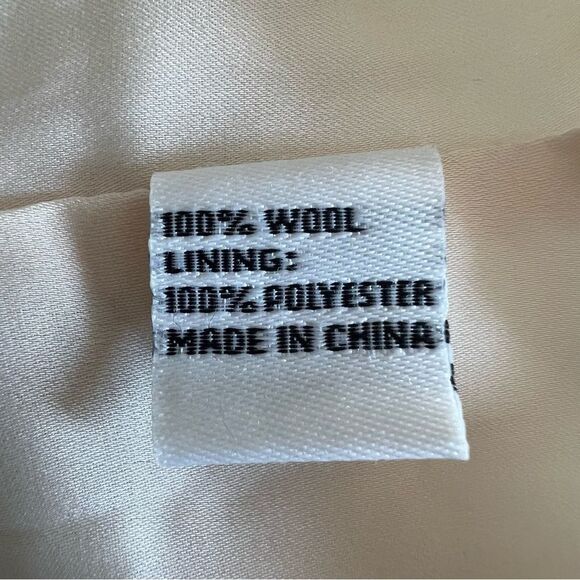 100% WOOL
LINING:
100% POLYESTER
MADE IN CHINA